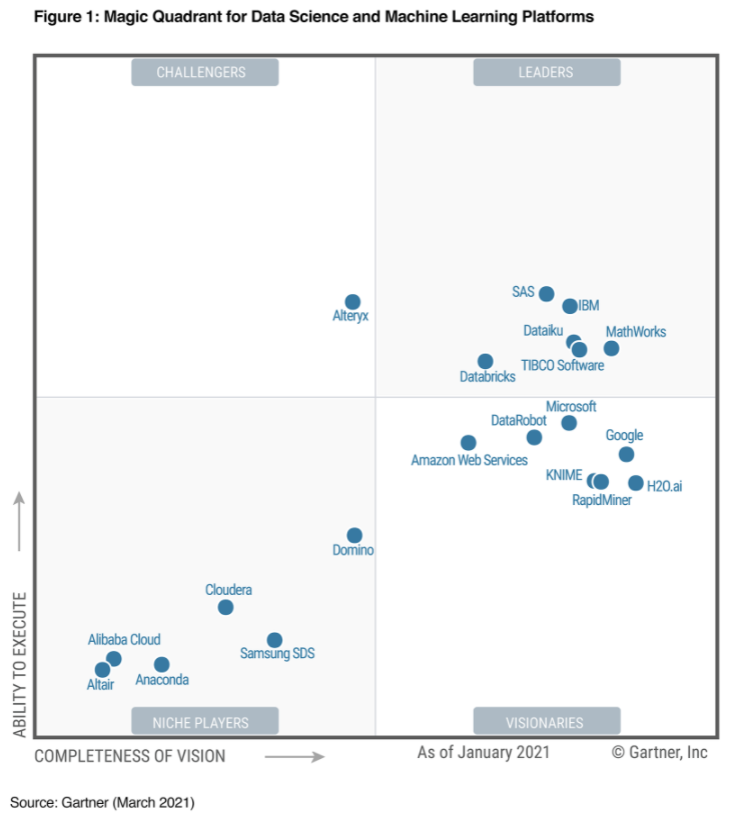 Figure 1: Magic Quadrant for Data Science and Machine Learning Platforms
CHALLENGERS
LEADERS
SAS
IBM
Alteryx
Dataiku
MathWorks
TIBCO Software
Databricks
Microsoft
DataRobot
Google
Amazon Web Services
KNIME
H2O.ai
RapidMiner
Domino
Cloudera
Alibaba Cloud
Samsung SDS
Altair
Anaconda
ABILITY TO EXECUTE
NICHE PLAYERS
VISIONARIES
COMPLETENESS OF VISION
As of January 2021
© Gartner, Inc
Source: Gartner (March 2021)